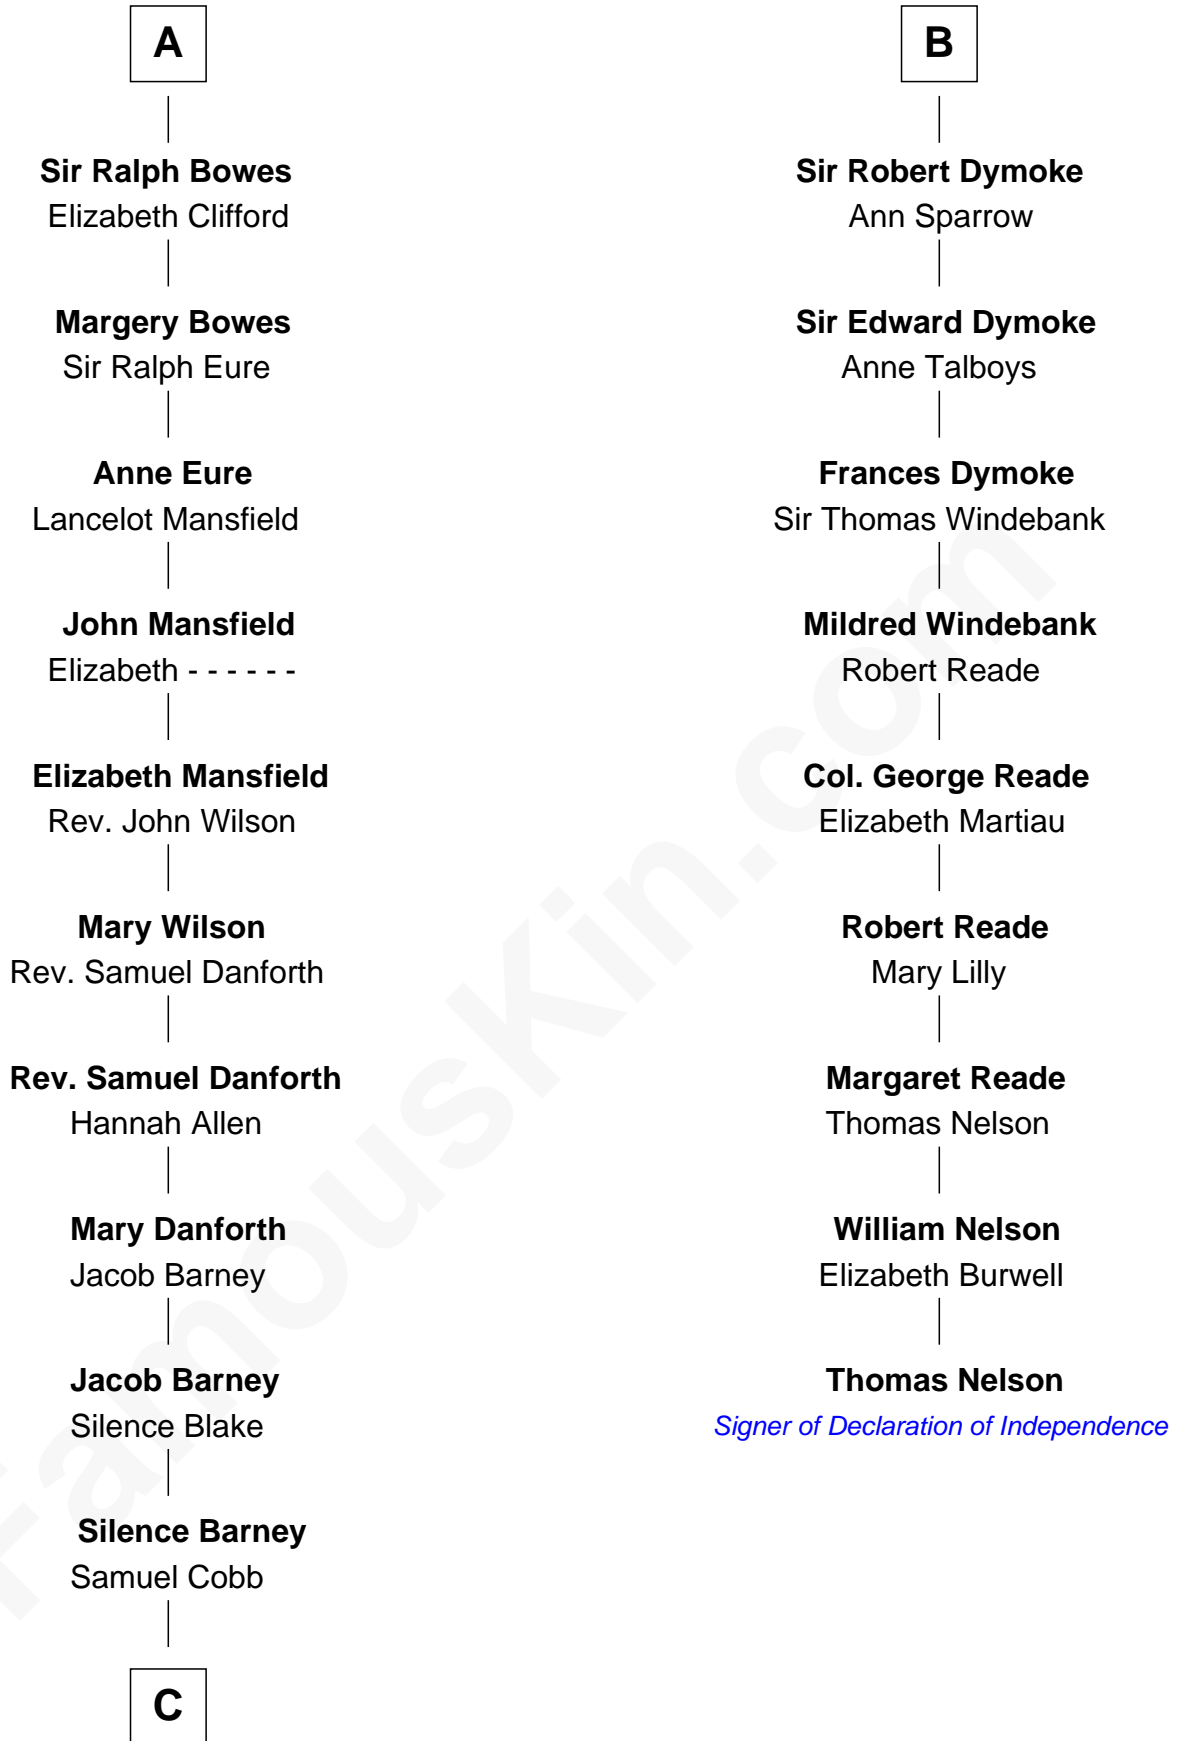 A
Sir Ralph Bowes
Elizabeth Clifford
Margery Bowes
Sir Ralph Eure
Anne Eure
Lancelot Mansfield
John Mansfield
Elizabeth - - - - - -
Elizabeth Mansfield
Rev. John Wilson
Mary Wilson
Rev. Samuel Danforth
Rev. Samuel Danforth
Hannah Allen
Mary Danforth
Jacob Barney
Jacob Barney
Silence Blake
Silence Barney
Samuel Cobb
C
B
Sir Robert Dymoke
Ann Sparrow
Sir Edward Dymoke
Anne Talboys
Frances Dymoke
Sir Thomas Windebank
Mildred Windebank
Robert Reade
Col. George Reade
Elizabeth Martiau
Robert Reade
Mary Lilly
Margaret Reade
Thomas Nelson
William Nelson
Elizabeth Burwell
Thomas Nelson
Signer of Declaration of Independence
FamousKin.com